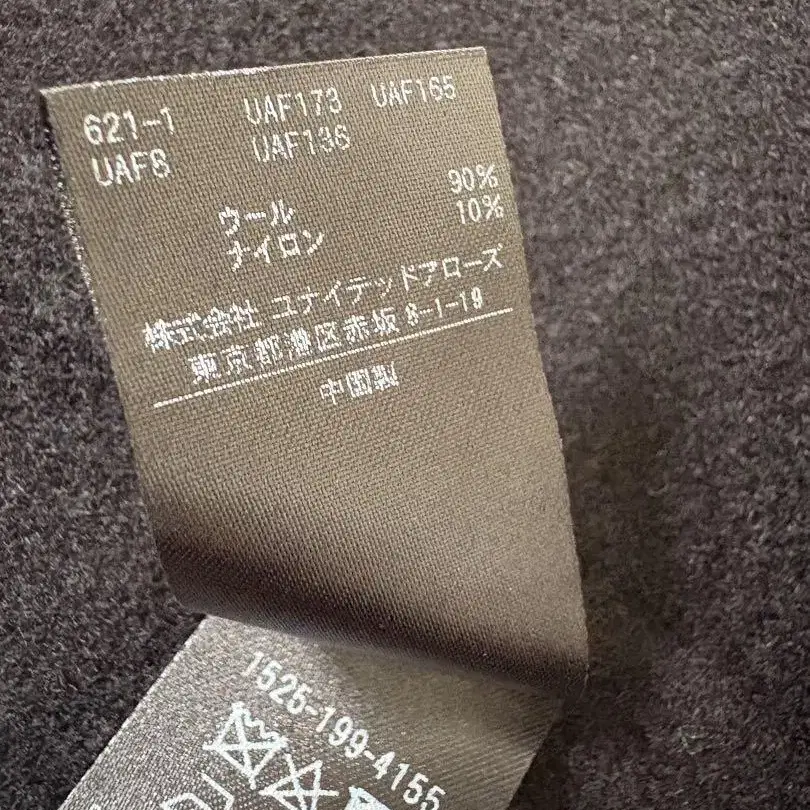 621-1 UAF173 UAF165
UAF8 UAF136
ウール 90%
ナイロン 10%
株式会社 ユナイテッドアローズ
東京都港区赤坂 8-1-19
中国製
1525-199-4155